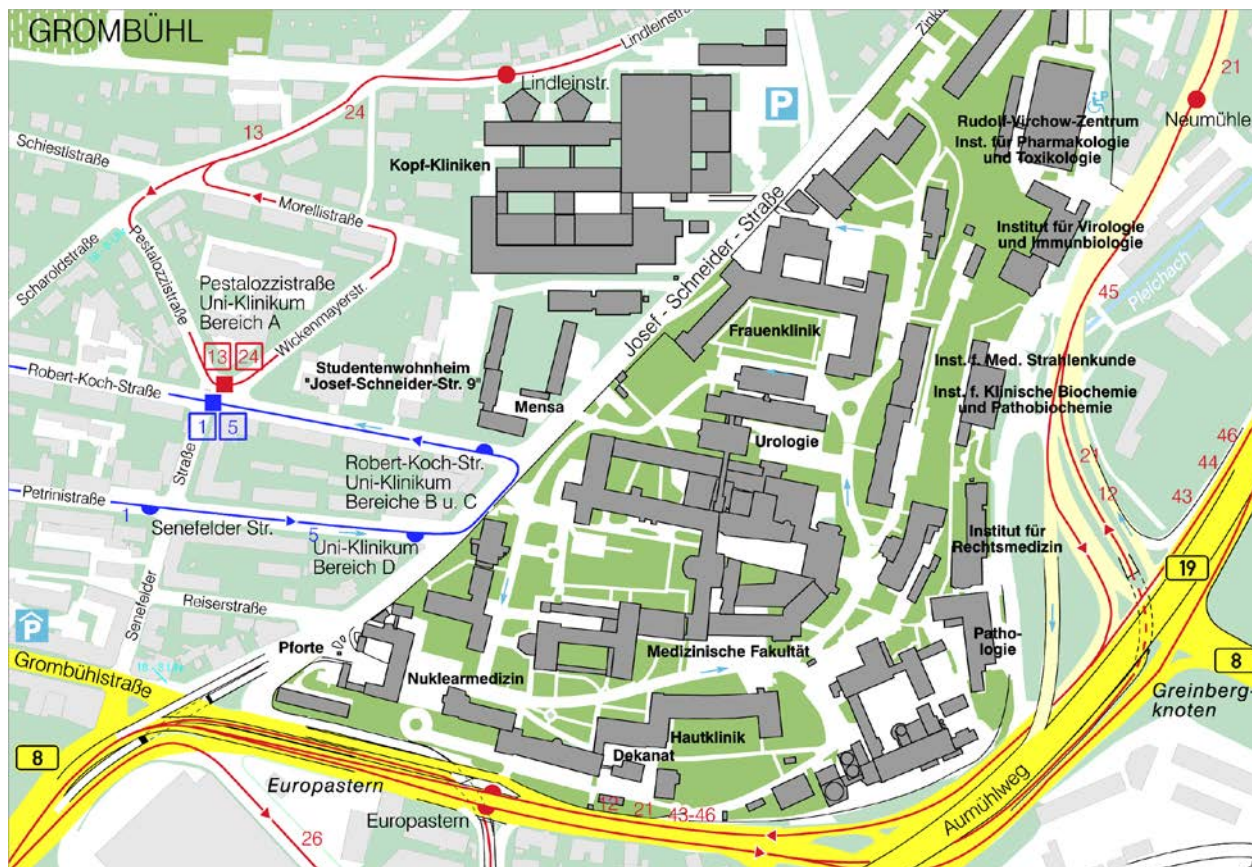 GROMBÜHL
Lindleinstr.
Lindleinstr.
21
24
13
P
P
Rudolf-Virchow-Zentrum
Inst. für Pharmakologie
und Toxikologie
Neumühle
Schiestlstraße
Kopf-Kliniken
Morellistraße
Institut für Virologie
und Immunbiologie
Scharoldstraße
Pestalozzistraße
Pestalozzistraße
Uni-Klinikum
Bereich A
Wickenmayerstr.
Josef - Schneider - Straße
Pleichach
45
Frauenklinik
13
24
Studentenwohnheim
"Josef-Schneider-Str. 9"
Inst. f. Med. Strahlenkunde
Robert-Koch-Straße
Mensa
Inst. f. Klinische Biochemie
und Pathobiochemie
1
5
Urologie
46
44
43
21
12
Robert-Koch-Str.
Uni-Klinikum
Bereiche B u. C
Straße
Petrinistraße
1
Senefelder Str.
5
Uni-Klinikum
Bereich D
Institut für
Rechtsmedizin
19
Reiserstraße
Senefelder
P
Pforte
Medizinische Fakultät
Patho-
logie
Grombühlstraße
Nuklearmedizin
8
Greinberg-
knoten
8
Hautklinik
Dekanat
Europastern
Europastern
12
21
43-46
Aumühlweg
26